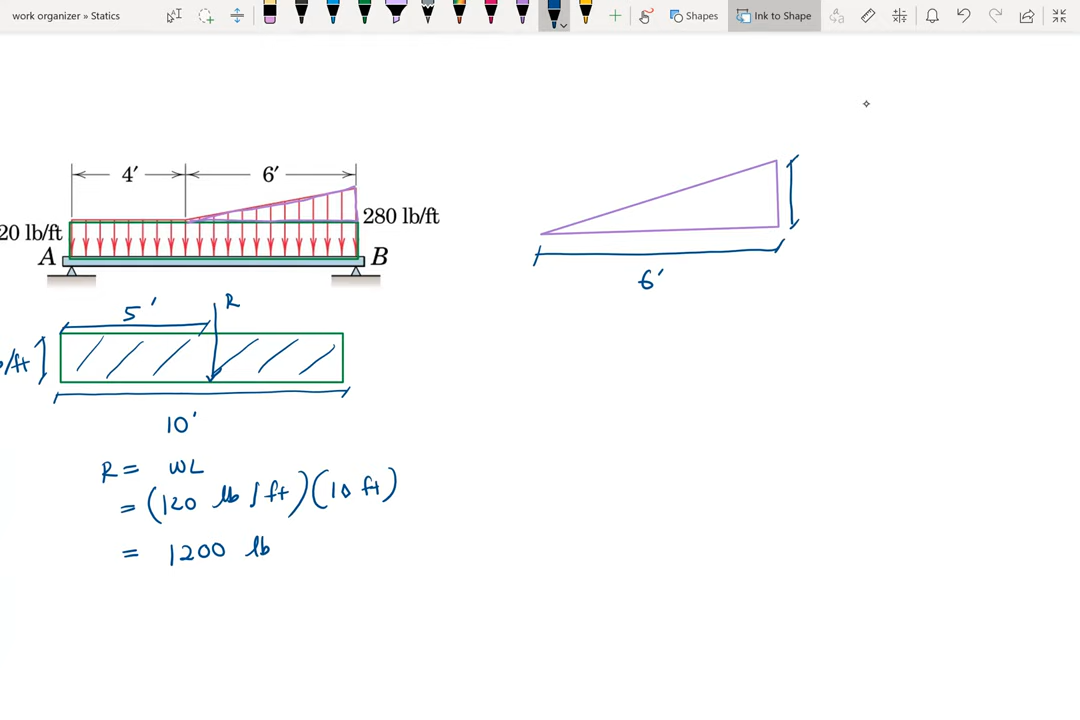 work organizer » Statics
Shapes
Ink to Shape
4′ 6′
20 lb/ft
280 lb/ft
A B
6′
5′ R
/ft
10′
R = WL
= (120 lb/ft)(10 ft)
= 1200 lb